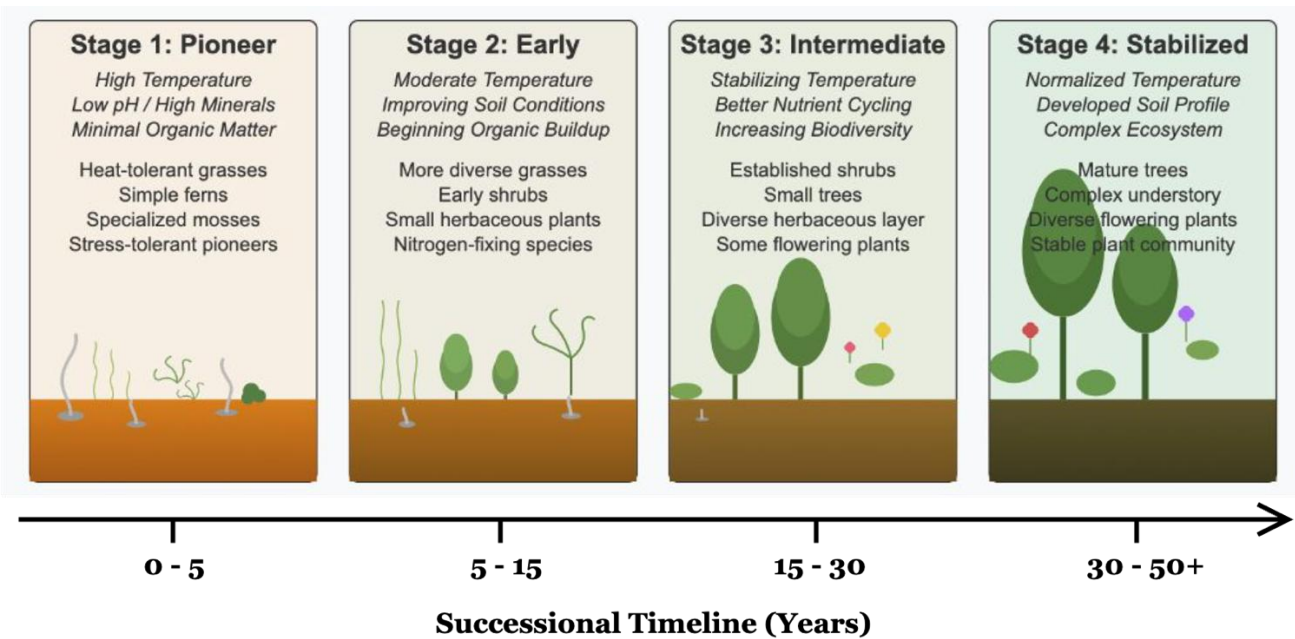 Stage 1: Pioneer
High Temperature
Low pH / High Minerals
Minimal Organic Matter
Heat-tolerant grasses
Simple ferns
Specialized mosses
Stress-tolerant pioneers
Stage 2: Early
Moderate Temperature
Improving Soil Conditions
Beginning Organic Buildup
More diverse grasses
Early shrubs
Small herbaceous plants
Nitrogen-fixing species
Stage 3: Intermediate
Stabilizing Temperature
Better Nutrient Cycling
Increasing Biodiversity
Established shrubs
Small trees
Diverse herbaceous layer
Some flowering plants
Stage 4: Stabilized
Normalized Temperature
Developed Soil Profile
Complex Ecosystem
Mature trees
Complex understory
Diverse flowering plants
Stable plant community
0 - 5
5 - 15
15 - 30
30 - 50+
Successional Timeline (Years)